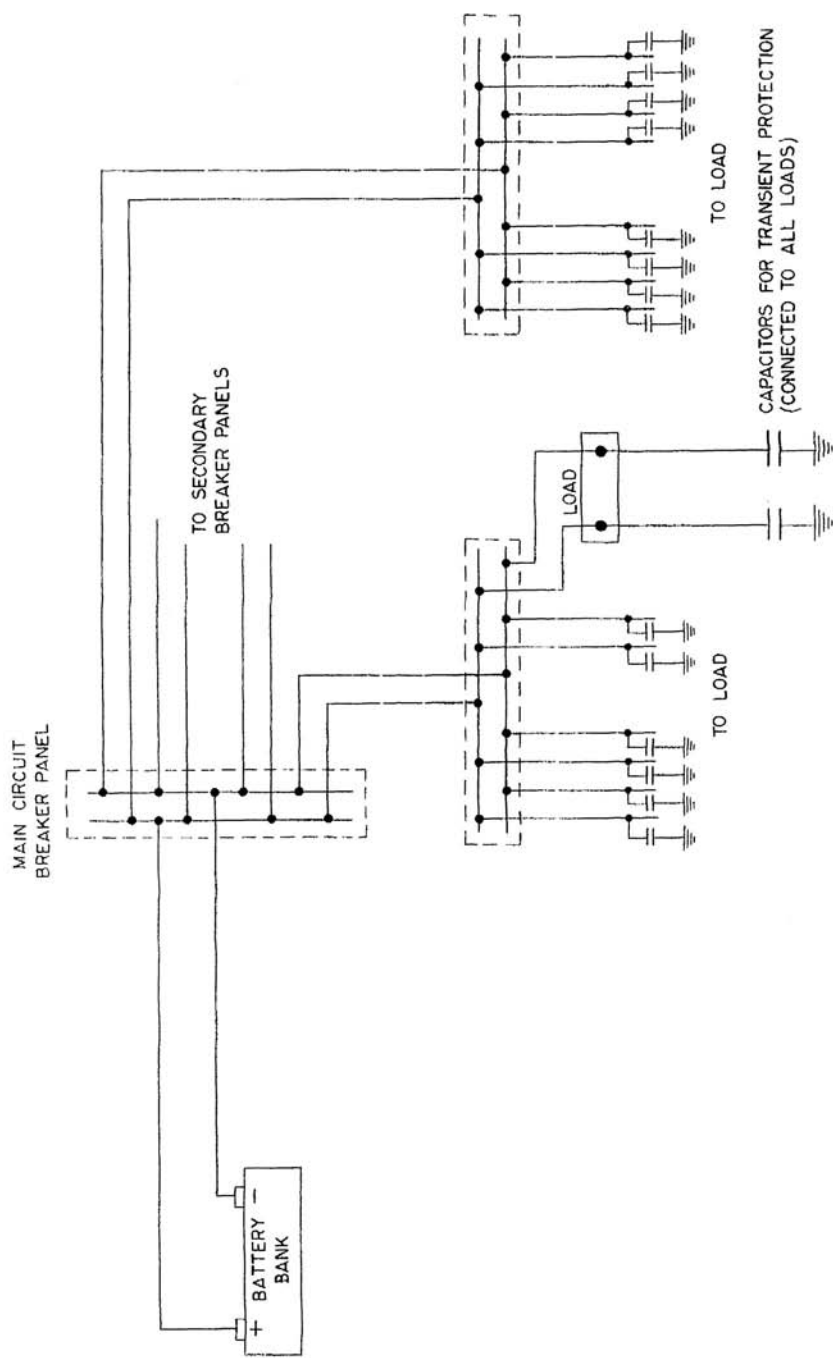 MAIN CIRCUIT
BREAKER PANEL
TO SECONDARY
BREAKER PANELS
+
-
BATTERY
BANK
LOAD
TO LOAD
TO LOAD
CAPACITORS FOR TRANSIENT PROTECTION
(CONNECTED TO ALL LOADS)